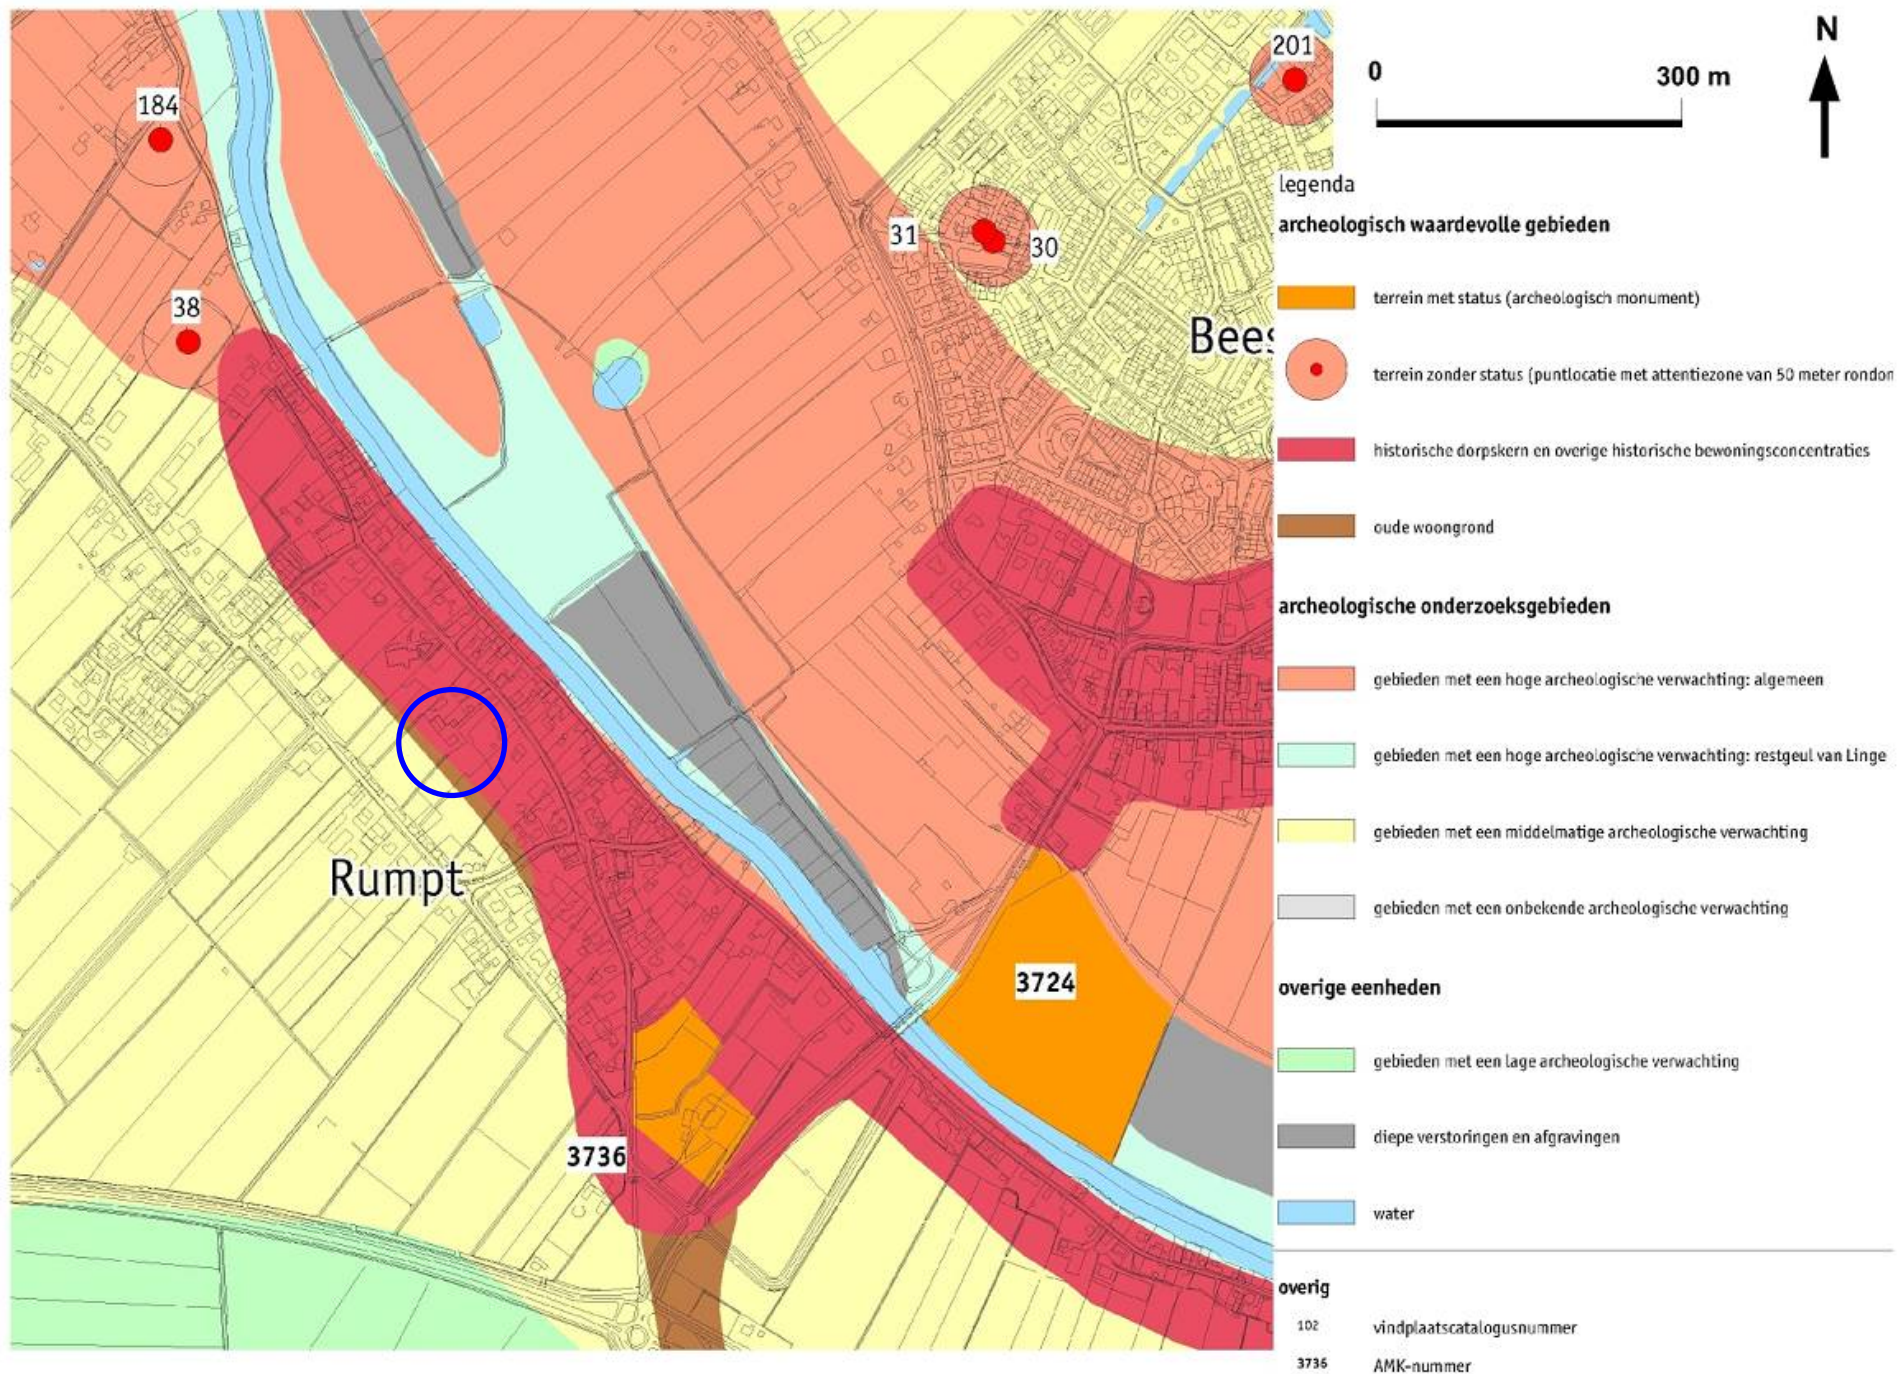 201
184
31
30
38
Bees
Rumpt
3724
3736
0
300 m
N
legenda
archeologisch waardevolle gebieden
terrein met status (archeologisch monument)
terrein zonder status (puntlocatie met attentiezone van 50 meter rondon
historische dorpskern en overige historische bewoningsconcentraties
oude woongrond
archeologische onderzoeksgebieden
gebieden met een hoge archeologische verwachting: algemeen
gebieden met een hoge archeologische verwachting: restgeul van Linge
gebieden met een middelmatige archeologische verwachting
gebieden met een onbekende archeologische verwachting
overige eenheden
gebieden met een lage archeologische verwachting
diepe verstoringen en afgravingen
water
overig
102 vindplaatscatalogusnummer
3736 AMK-nummer